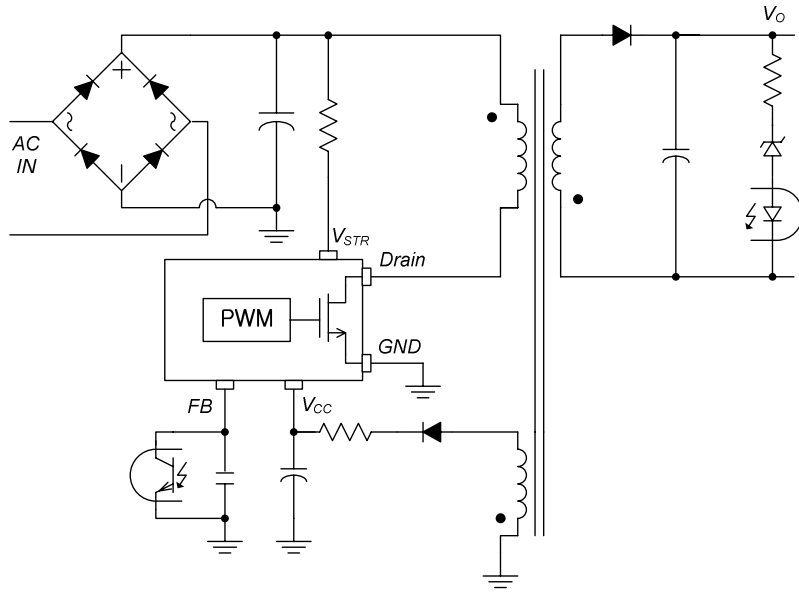 VO
AC
IN
VSTR
Drain
PWM
GND
FB
VCC